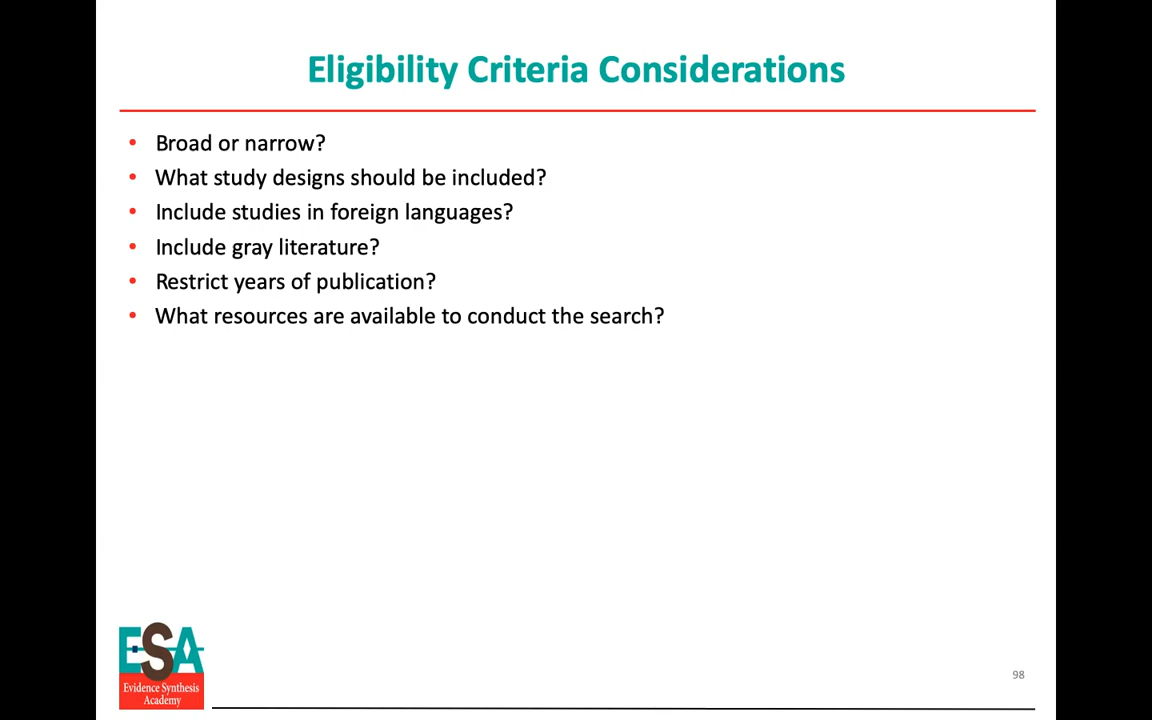 Eligibility Criteria Considerations
• Broad or narrow?
• What study designs should be included?
• Include studies in foreign languages?
• Include gray literature?
• Restrict years of publication?
• What resources are available to conduct the search?
ESA
Evidence Synthesis
Academy
98